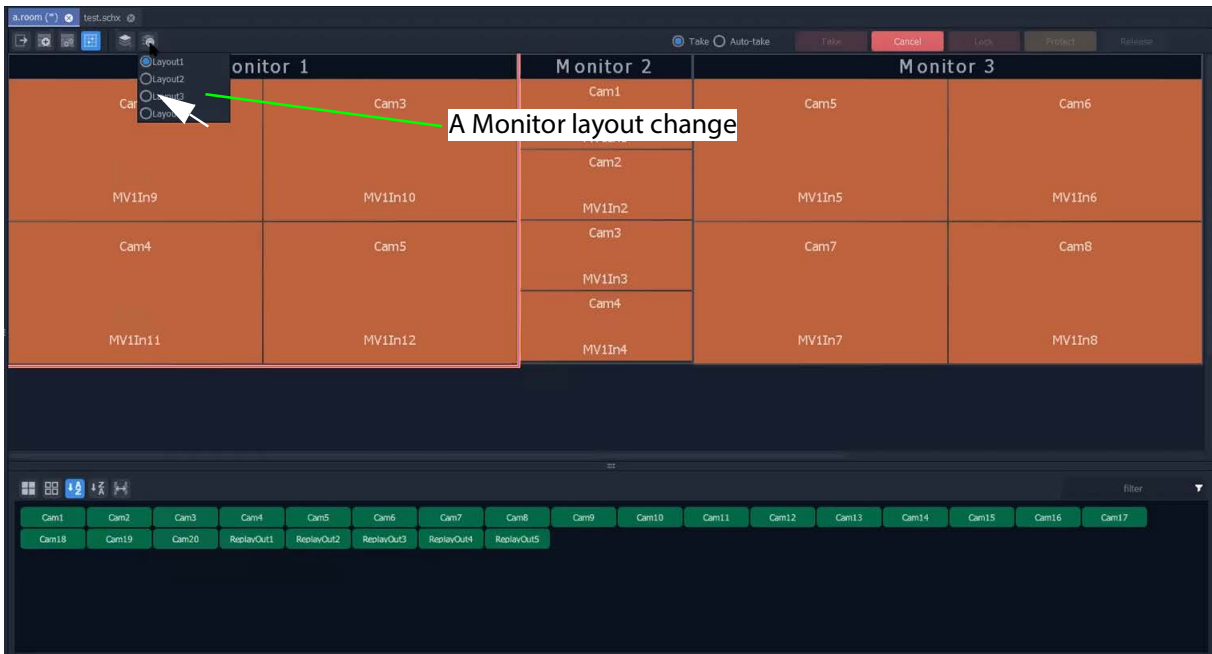 a.room (*) test.schx
Take Auto-take Take Cancel Lock Protect Release
Layout1
Layout2
Layout3
onitor 1 Monitor 2 Monitor 3
Cam3 Cam1 Cam5 Cam6
A Monitor layout change
Cam2
MV1In9 MV1In10 MV1In2 MV1In5 MV1In6
Cam4 Cam5 Cam3 Cam7 Cam8
MV1In3
Cam4
MV1In11 MV1In12 MV1In4 MV1In7 MV1In8
filter
Cam1 Cam2 Cam3 Cam4 Cam5 Cam6 Cam7 Cam8 Cam9 Cam10 Cam11 Cam12 Cam13 Cam14 Cam15 Cam16 Cam17
Cam18 Cam19 Cam20 ReplayOut1 ReplayOut2 ReplayOut3 ReplayOut4 ReplayOut5